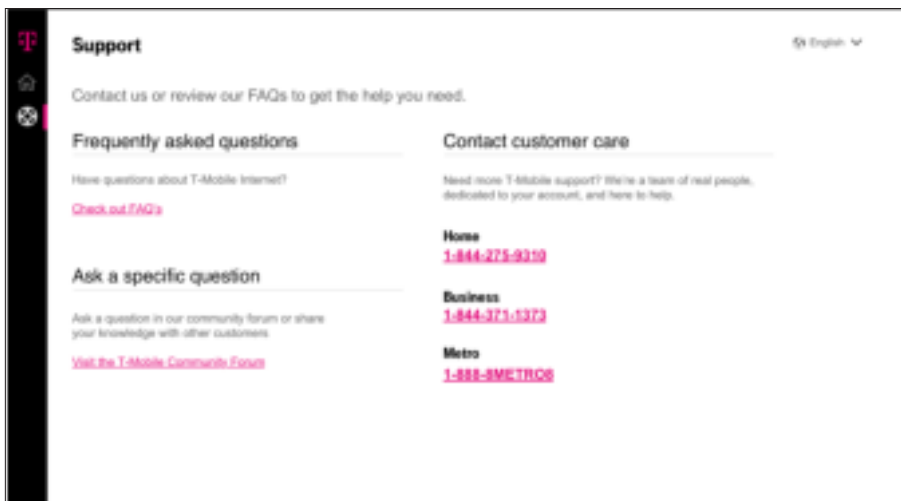 Support
English
Contact us or review our FAQs to get the help you need.
Frequently asked questions
Have questions about T-Mobile Internet?
Check out FAQ's
Ask a specific question
Ask a question in our community forum or share
your knowledge with other customers
Visit the T-Mobile Community Forum
Contact customer care
Need more T-Mobile support? We're a team of real people,
dedicated to your account, and here to help.
Home
1-844-275-9310
Business
1-844-371-1373
Metro
1-888-8METRO8